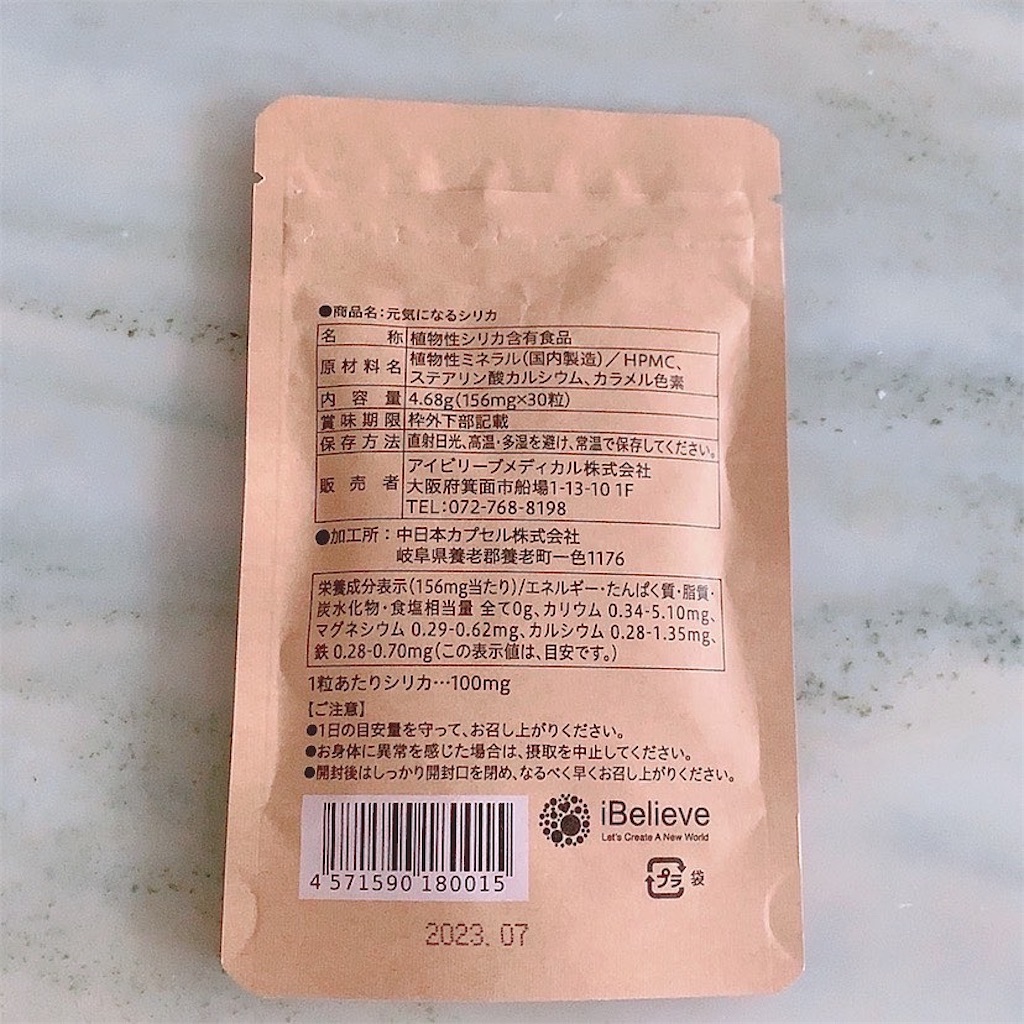 ●商品名：元気になるシリカ
名称 植物性シリカ含有食品
原材料名 植物性ミネラル（国内製造）／HPMC、
ステアリン酸カルシウム、カラメル色素
内容量 4.68g（156mg×30粒）
賞味期限 枠外下部記載
保存方法 直射日光、高温・多湿を避け、常温で保存してください。
販売者 アイビリーブメディカル株式会社
大阪府箕面市船場1-13-10 1F
TEL：072-768-8198
●加工所：中日本カプセル株式会社
岐阜県養老郡養老町一色1176
栄養成分表示（156mg当たり）/エネルギー・たんぱく質・脂質・
炭水化物・食塩相当量 全て0g、カリウム 0.34-5.10mg、
マグネシウム 0.29-0.62mg、カルシウム 0.28-1.35mg、
鉄 0.28-0.70mg（この表示値は、目安です。）
1粒あたりシリカ…100mg
【ご注意】
●1日の目安量を守って、お召し上がりください。
●お身体に異常を感じた場合は、摂取を中止してください。
●開封後はしっかり開封口を閉め、なるべく早くお召し上がりください。
iBelieve
Let's Create A New World
4 571590 180015
プラ 袋
2023.07